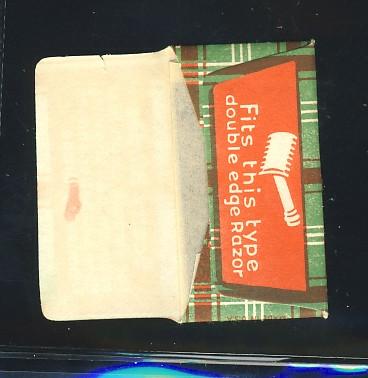 Fits this type
double edge Razor